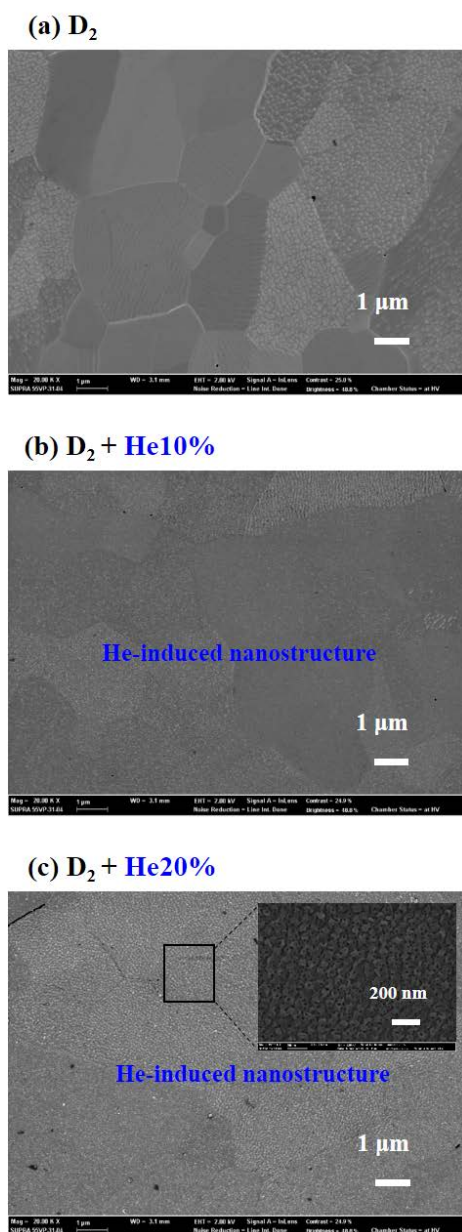 (a) D₂
1 μm
Mag = 20.00 K X 1 μm WD = 3.1 mm EHT = 2.00 kV Signal A = InLens Contrast = 25.0 % Chamber Status = at HV
SUPRA 55VP-31-04 Noise Reduction = Line Int. Done
(b) D₂ + He10%
He-induced nanostructure
1 μm
Mag = 20.00 K X 1 μm WD = 3.1 mm EHT = 2.00 kV Signal A = InLens Contrast = 24.9 % Chamber Status = at HV
SUPRA 55VP-31-04 Noise Reduction = Line Int. Done
(c) D₂ + He20%
200 nm
He-induced nanostructure
1 μm
Mag = 20.00 K X 1 μm WD = 3.1 mm EHT = 2.00 kV Signal A = InLens Chamber Status = at HV
SUPRA 55VP-31-04 Noise Reduction = Line Int. Done